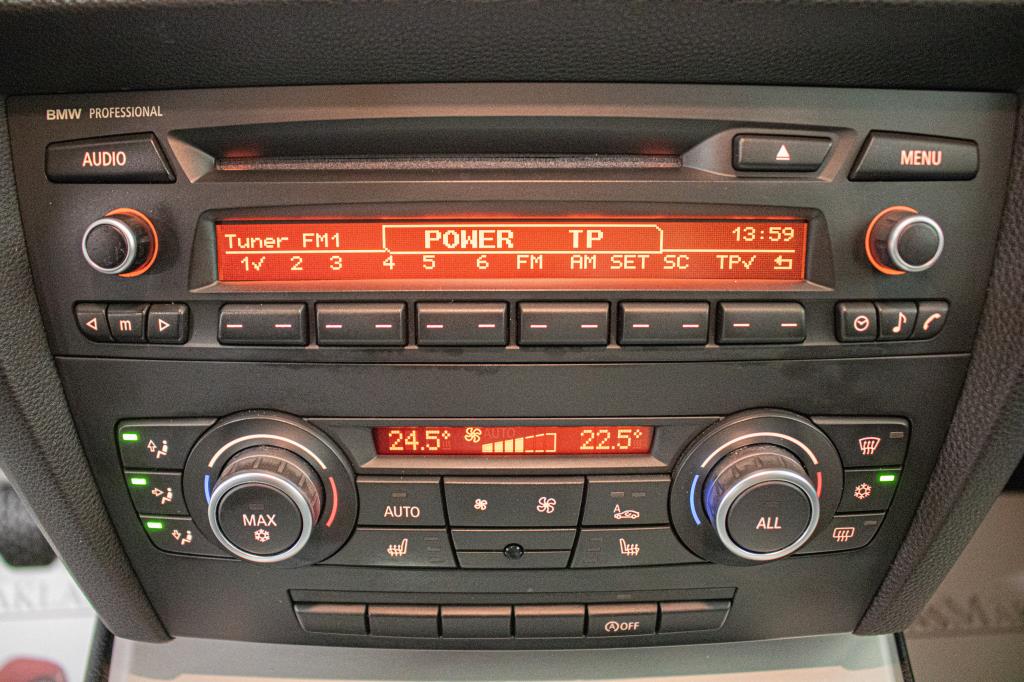 BMW PROFESSIONAL
AUDIO
MENU
Tuner FM1
POWER TP
13:59
1✓ 2 3 4 5 6 FM AM SET SC TP✓
m
24.5°
AUTO
22.5°
MAX
AUTO
A
ALL
A OFF